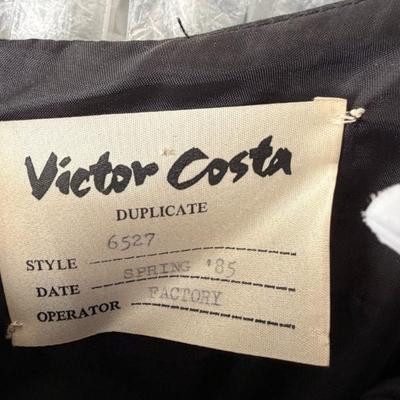 Victor Costa
DUPLICATE
6527
STYLE
SPRING '85
DATE
FACTORY
OPERATOR